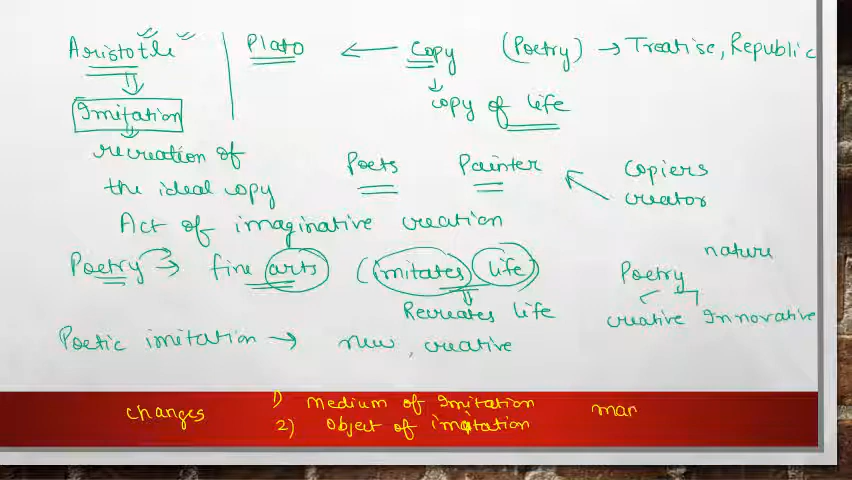 Aristotle | Plato ← Copy (Poetry) → Treatise, Republic
Imitation
copy of life
recreation of
the ideal copy
Poets Painter
Copiers
creator
Act of imaginative creation
Poetry → fine arts (imitates life)
Recreates life
nature
Poetry
creative Innovative
Poetic imitation → new, creative
changes
1) Medium of Imitation
2) Object of imitation
man